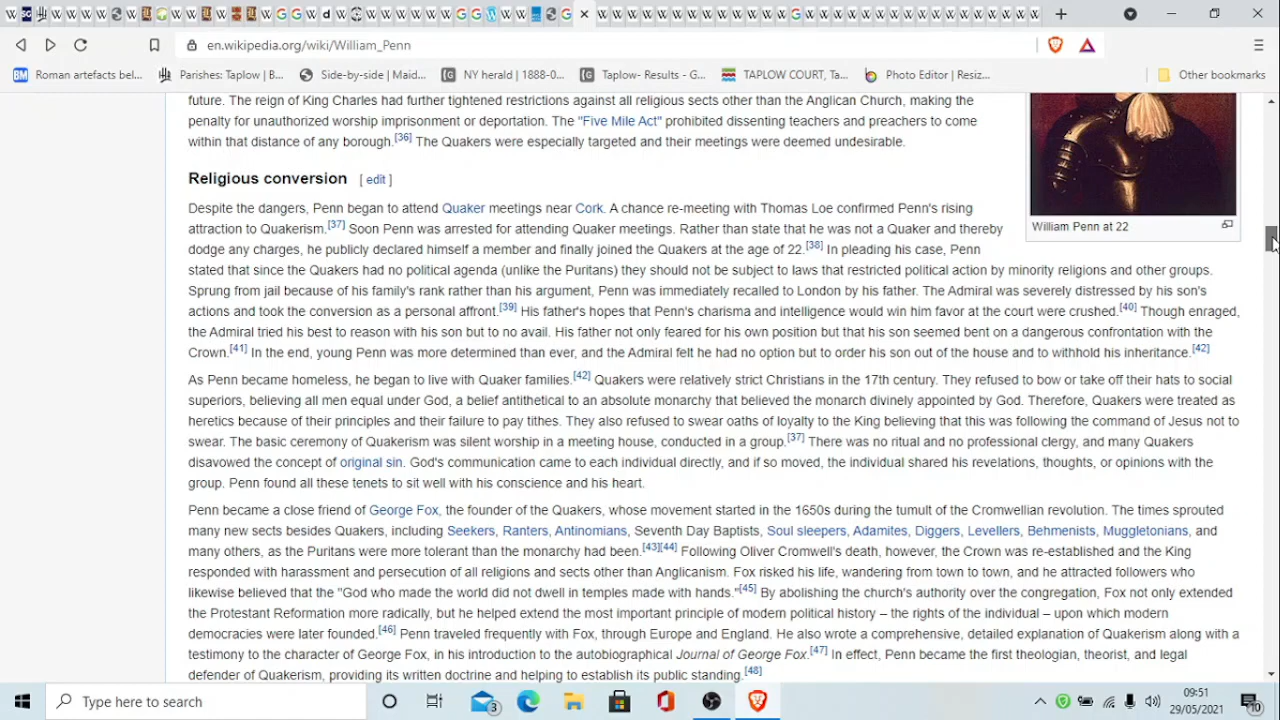 en.wikipedia.org/wiki/William_Penn
BM Roman artefacts bel... Parishes: Taplow | B... Side-by-side | Maid... NY herald | 1888-0... Taplow- Results - G... TAPLOW COURT, Ta... Photo Editor | Resiz... Other bookmarks
future. The reign of King Charles had further tightened restrictions against all religious sects other than the Anglican Church, making the
penalty for unauthorized worship imprisonment or deportation. The "Five Mile Act" prohibited dissenting teachers and preachers to come
within that distance of any borough.[36] The Quakers were especially targeted and their meetings were deemed undesirable.
Religious conversion [ edit ]
Despite the dangers, Penn began to attend Quaker meetings near Cork. A chance re-meeting with Thomas Loe confirmed Penn's rising
attraction to Quakerism.[37] Soon Penn was arrested for attending Quaker meetings. Rather than state that he was not a Quaker and thereby
dodge any charges, he publicly declared himself a member and finally joined the Quakers at the age of 22.[38] In pleading his case, Penn
stated that since the Quakers had no political agenda (unlike the Puritans) they should not be subject to laws that restricted political action by minority religions and other groups.
Sprung from jail because of his family's rank rather than his argument, Penn was immediately recalled to London by his father. The Admiral was severely distressed by his son's
actions and took the conversion as a personal affront.[39] His father's hopes that Penn's charisma and intelligence would win him favor at the court were crushed.[40] Though enraged,
the Admiral tried his best to reason with his son but to no avail. His father not only feared for his own position but that his son seemed bent on a dangerous confrontation with the
Crown.[41] In the end, young Penn was more determined than ever, and the Admiral felt he had no option but to order his son out of the house and to withhold his inheritance.[42]
William Penn at 22
As Penn became homeless, he began to live with Quaker families.[42] Quakers were relatively strict Christians in the 17th century. They refused to bow or take off their hats to social
superiors, believing all men equal under God, a belief antithetical to an absolute monarchy that believed the monarch divinely appointed by God. Therefore, Quakers were treated as
heretics because of their principles and their failure to pay tithes. They also refused to swear oaths of loyalty to the King believing that this was following the command of Jesus not to
swear. The basic ceremony of Quakerism was silent worship in a meeting house, conducted in a group.[37] There was no ritual and no professional clergy, and many Quakers
disavowed the concept of original sin. God's communication came to each individual directly, and if so moved, the individual shared his revelations, thoughts, or opinions with the
group. Penn found all these tenets to sit well with his conscience and his heart.
Penn became a close friend of George Fox, the founder of the Quakers, whose movement started in the 1650s during the tumult of the Cromwellian revolution. The times sprouted
many new sects besides Quakers, including Seekers, Ranters, Antinomians, Seventh Day Baptists, Soul sleepers, Adamites, Diggers, Levellers, Behmenists, Muggletonians, and
many others, as the Puritans were more tolerant than the monarchy had been.[43][44] Following Oliver Cromwell's death, however, the Crown was re-established and the King
responded with harassment and persecution of all religions and sects other than Anglicanism. Fox risked his life, wandering from town to town, and he attracted followers who
likewise believed that the "God who made the world did not dwell in temples made with hands."[45] By abolishing the church's authority over the congregation, Fox not only extended
the Protestant Reformation more radically, but he helped extend the most important principle of modern political history – the rights of the individual – upon which modern
democracies were later founded.[46] Penn traveled frequently with Fox, through Europe and England. He also wrote a comprehensive, detailed explanation of Quakerism along with a
testimony to the character of George Fox, in his introduction to the autobiographical Journal of George Fox.[47] In effect, Penn became the first theologian, theorist, and legal
defender of Quakerism, providing its written doctrine and helping to establish its public standing.[48]
Type here to search
3
09:51
29/05/2021
10